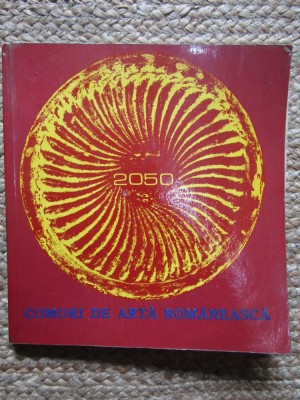 2050
COMORI DE ARTĂ ROMÂNEASCĂ